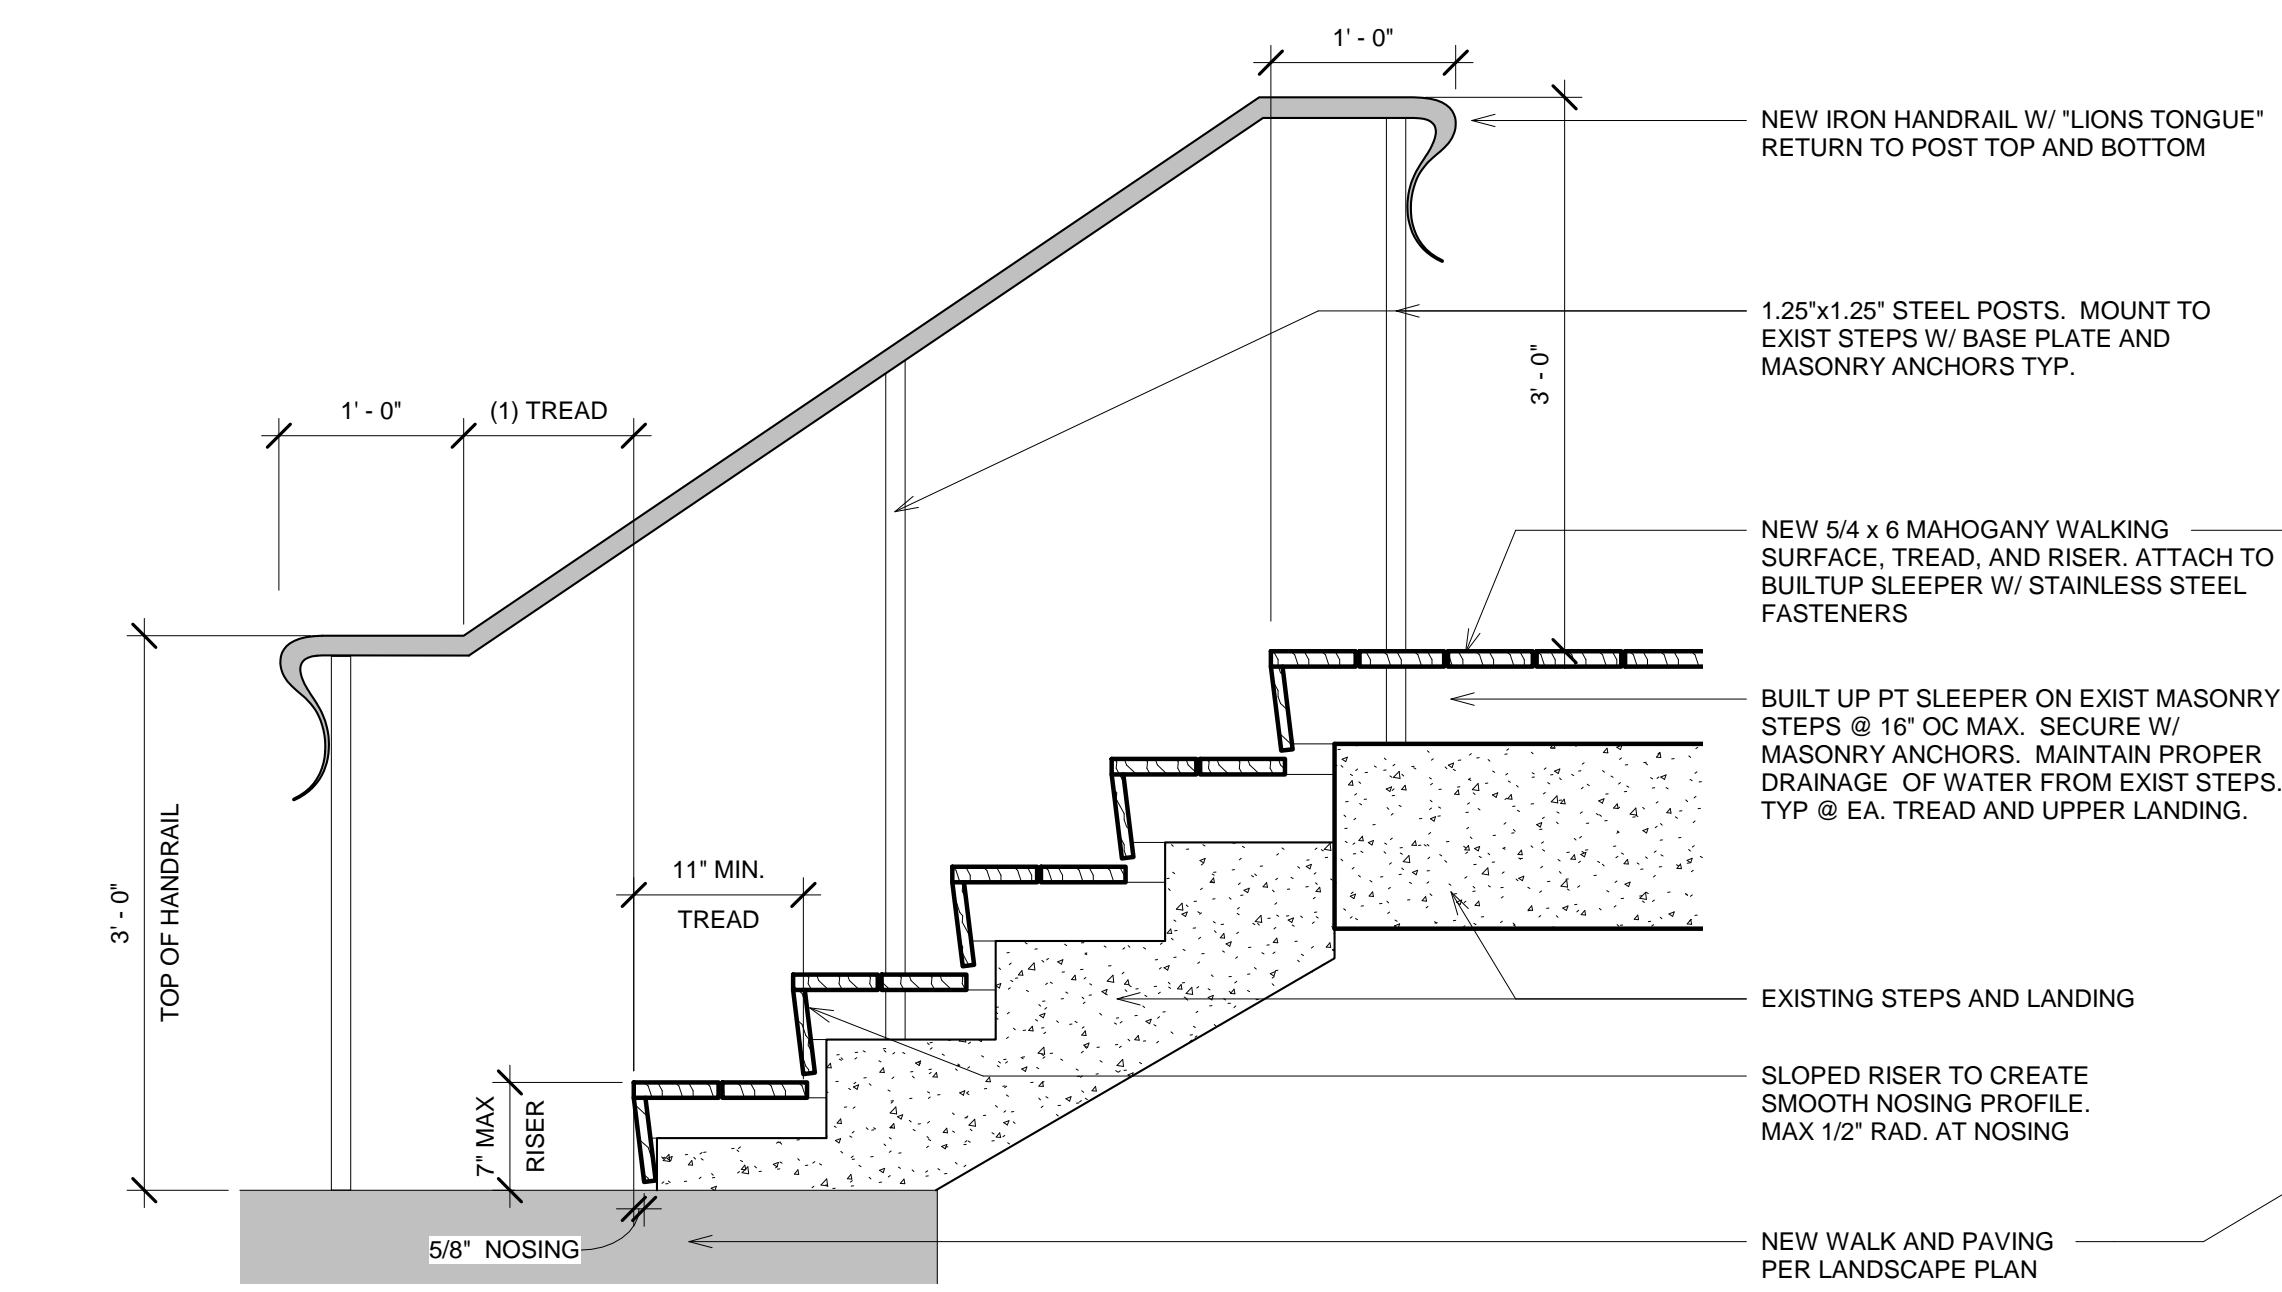 1' - 0"
NEW IRON HANDRAIL W/ "LIONS TONGUE"
RETURN TO POST TOP AND BOTTOM
1.25"x1.25" STEEL POSTS.  MOUNT TO
EXIST STEPS W/ BASE PLATE AND
MASONRY ANCHORS TYP.
3' - 0"
1' - 0"
(1) TREAD
NEW 5/4 x 6 MAHOGANY WALKING
SURFACE, TREAD, AND RISER. ATTACH TO
BUILTUP SLEEPER W/ STAINLESS STEEL
FASTENERS
BUILT UP PT SLEEPER ON EXIST MASONRY
STEPS @ 16" OC MAX.  SECURE W/
MASONRY ANCHORS.  MAINTAIN PROPER
DRAINAGE  OF WATER FROM EXIST STEPS.
TYP @ EA. TREAD AND UPPER LANDING.
3' - 0"
TOP OF HANDRAIL
11" MIN.
TREAD
EXISTING STEPS AND LANDING
SLOPED RISER TO CREATE
SMOOTH NOSING PROFILE.
MAX 1/2" RAD. AT NOSING
7" MAX
RISER
5/8"  NOSING
NEW WALK AND PAVING
PER LANDSCAPE PLAN